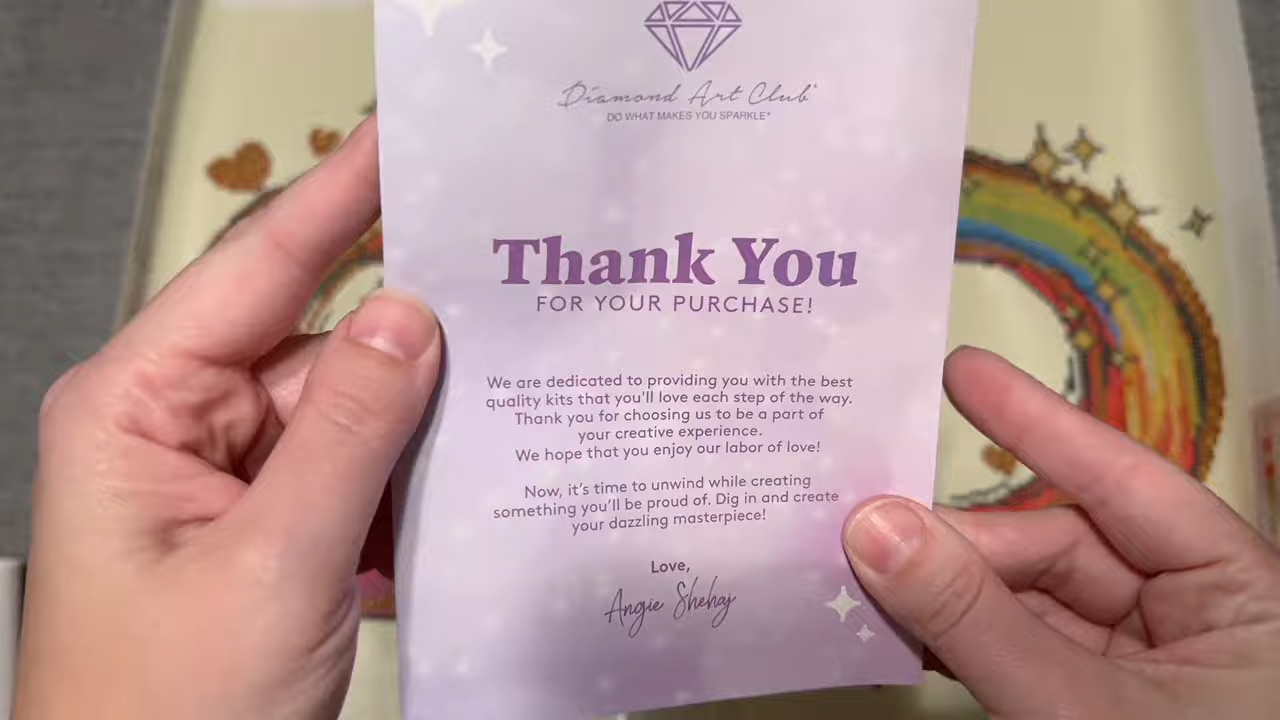 Diamond Art Club®
DO WHAT MAKES YOU SPARKLE®
Thank You
FOR YOUR PURCHASE!
We are dedicated to providing you with the best
quality kits that you'll love each step of the way.
Thank you for choosing us to be a part of
your creative experience.
We hope that you enjoy our labor of love!
Now, it's time to unwind while creating
something you'll be proud of. Dig in and create
your dazzling masterpiece!
Love,
Angie Shehaj